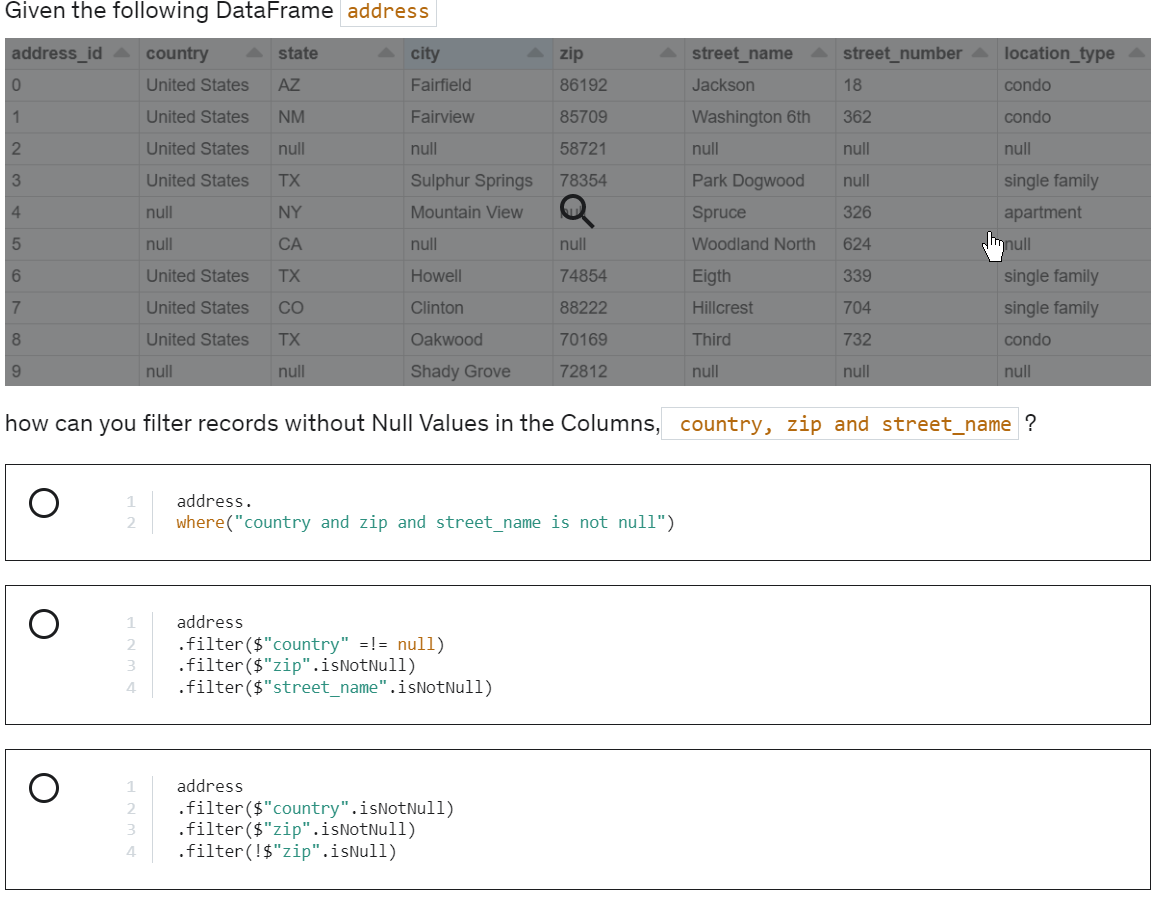 Given the following DataFrame address
address_id country state city zip street_name street_number location_type
0 United States AZ Fairfield 86192 Jackson 18 condo
1 United States NM Fairview 85709 Washington 6th 362 condo
2 United States null null 58721 null null null
3 United States TX Sulphur Springs 78354 Park Dogwood null single family
4 null NY Mountain View Spruce 326 apartment
5 null CA null null Woodland North 624 null
6 United States TX Howell 74854 Eigth 339 single family
7 United States CO Clinton 88222 Hillcrest 704 single family
8 United States TX Oakwood 70169 Third 732 condo
9 null null Shady Grove 72812 null null null
how can you filter records without Null Values in the Columns, country, zip and street_name ?
1 address.
2 where("country and zip and street_name is not null")
1 address
2 .filter($"country" =!= null)
3 .filter($"zip".isNotNull)
4 .filter($"street_name".isNotNull)
1 address
2 .filter($"country".isNotNull)
3 .filter($"zip".isNotNull)
4 .filter(!$"zip".isNull)